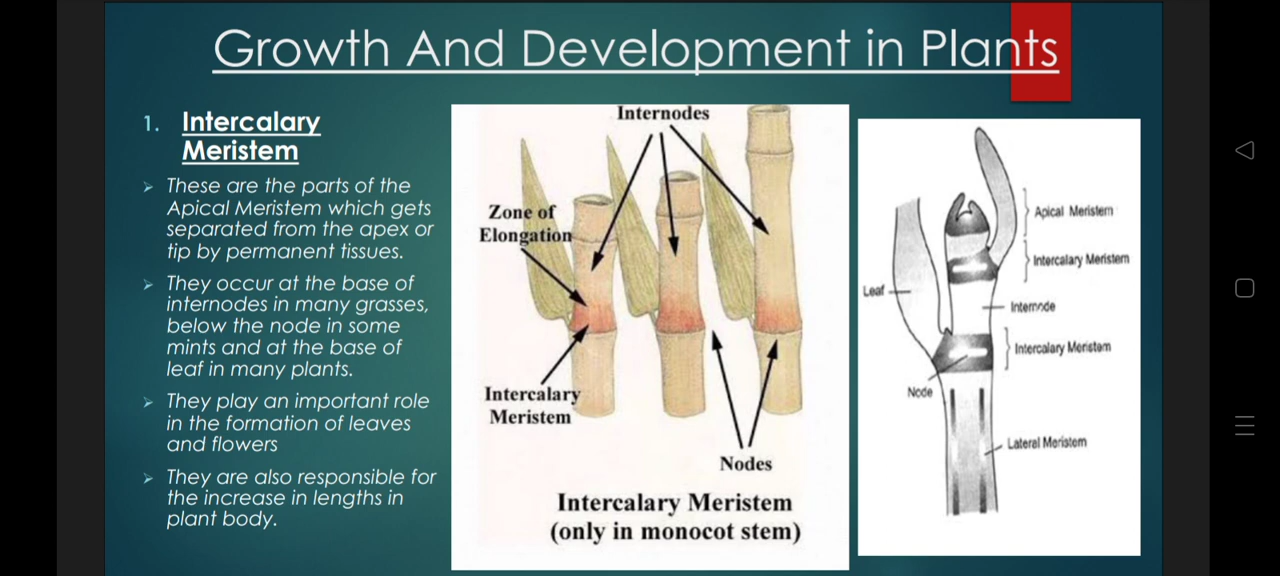 Growth And Development in Plants
1. Intercalary
Meristem
These are the parts of the
Apical Meristem which gets
separated from the apex or
tip by permanent tissues.
They occur at the base of
internodes in many grasses,
below the node in some
mints and at the base of
leaf in many plants.
They play an important role
in the formation of leaves
and flowers
They are also responsible for
the increase in lengths in
plant body.
Internodes
Zone of
Elongation
Intercalary
Meristem
Nodes
Intercalary Meristem
(only in monocot stem)
Apical Meristem
Intercalary Meristem
Leaf
Internode
Intercalary Meristem
Node
Lateral Meristem